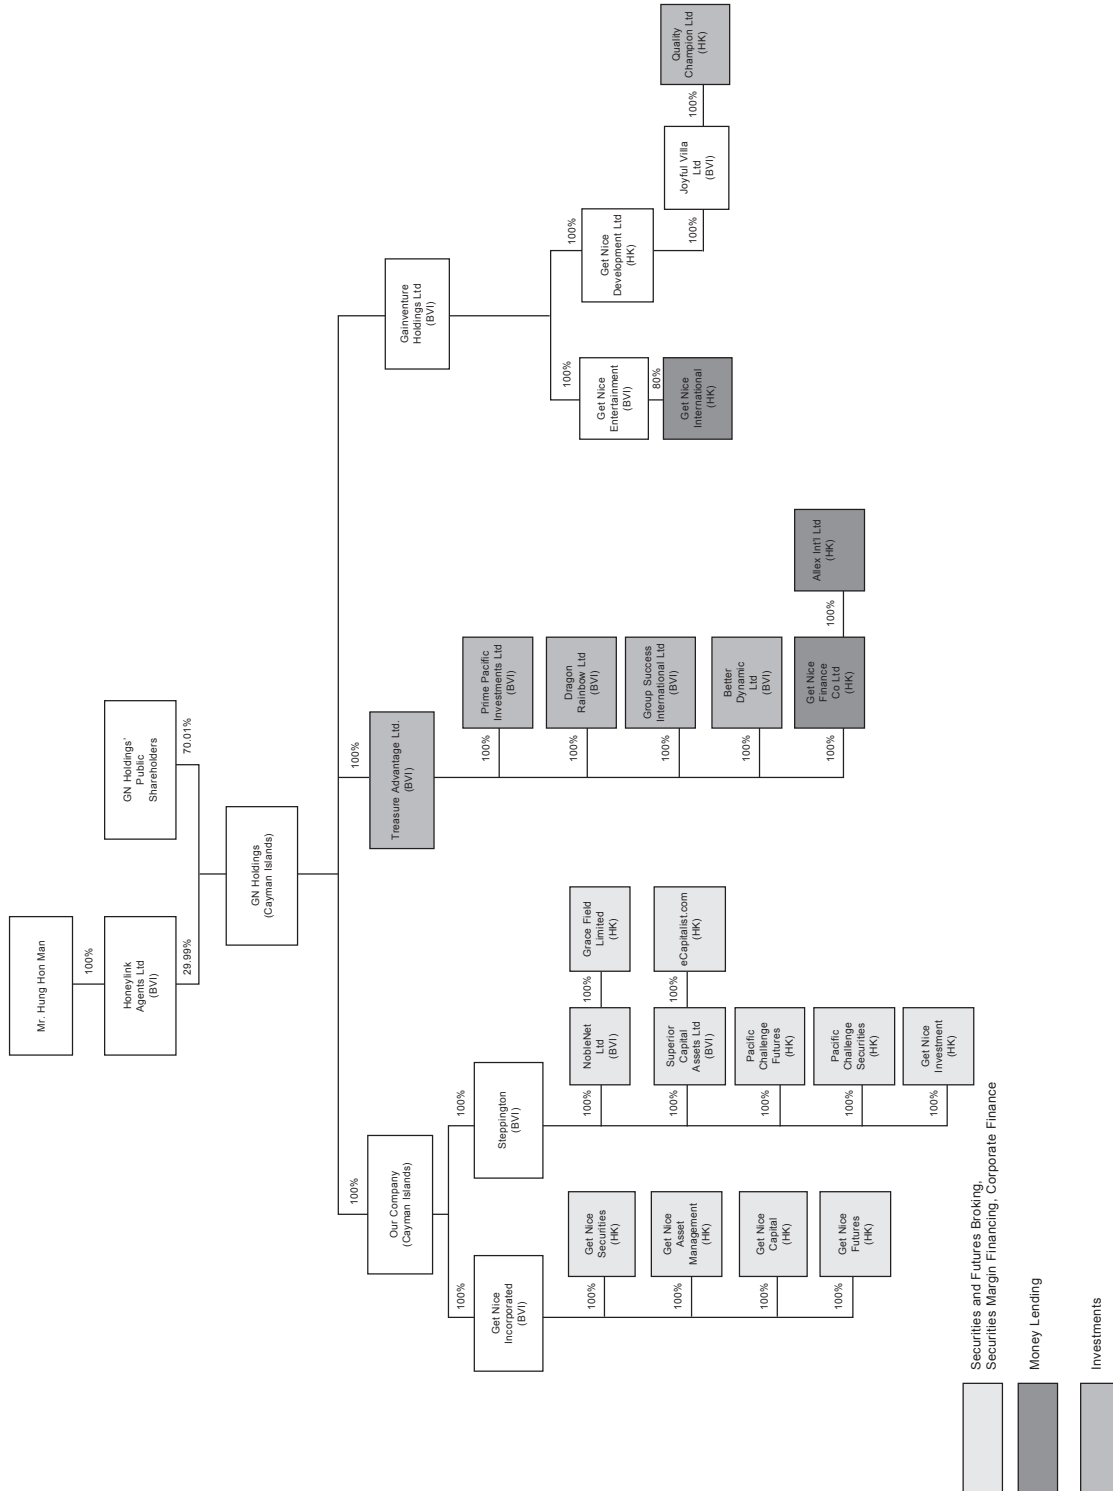 Mr. Hung Hon Man
100%
Honeylink
Agents Ltd
(BVI)
GN Holdings'
Public
Shareholders
29.99%
70.01%
GN Holdings
(Cayman Islands)
100%
100%
Our Company
(Cayman Islands)
Treasure Advantage Ltd.
(BVI)
Gainventure
Holdings Ltd
(BVI)
100%
100%
Get Nice
Incorporated
(BVI)
Steppington
(BVI)
100%
Get Nice
Securities
(HK)
100%
Get Nice
Asset
Management
(HK)
100%
Get Nice
Capital
(HK)
100%
Get Nice
Futures
(HK)
100%
NobleNet
Ltd
(BVI)
100%
Grace Field
Limited
(HK)
100%
Superior
Capital
Assets Ltd
(BVI)
100%
eCapitalist.com
(HK)
100%
Pacific
Challenge
Futures
(HK)
100%
Pacific
Challenge
Securities
(HK)
100%
Get Nice
Investment
(HK)
100%
Prime Pacific
Investments Ltd
(BVI)
100%
Dragon
Rainbow Ltd
(BVI)
100%
Group Success
International Ltd
(BVI)
100%
Better
Dynamic
Ltd
(BVI)
100%
Get Nice
Finance
Co Ltd
(HK)
100%
Allex Int'l Ltd
(HK)
100%
Get Nice
Entertainment
(BVI)
80%
Get Nice
International
(HK)
100%
Get Nice
Development Ltd
(HK)
100%
Joyful Villa
Ltd
(BVI)
100%
Quality
Champion Ltd
(HK)
Securities and Futures Broking,
Securities Margin Financing, Corporate Finance
Money Lending
Investments